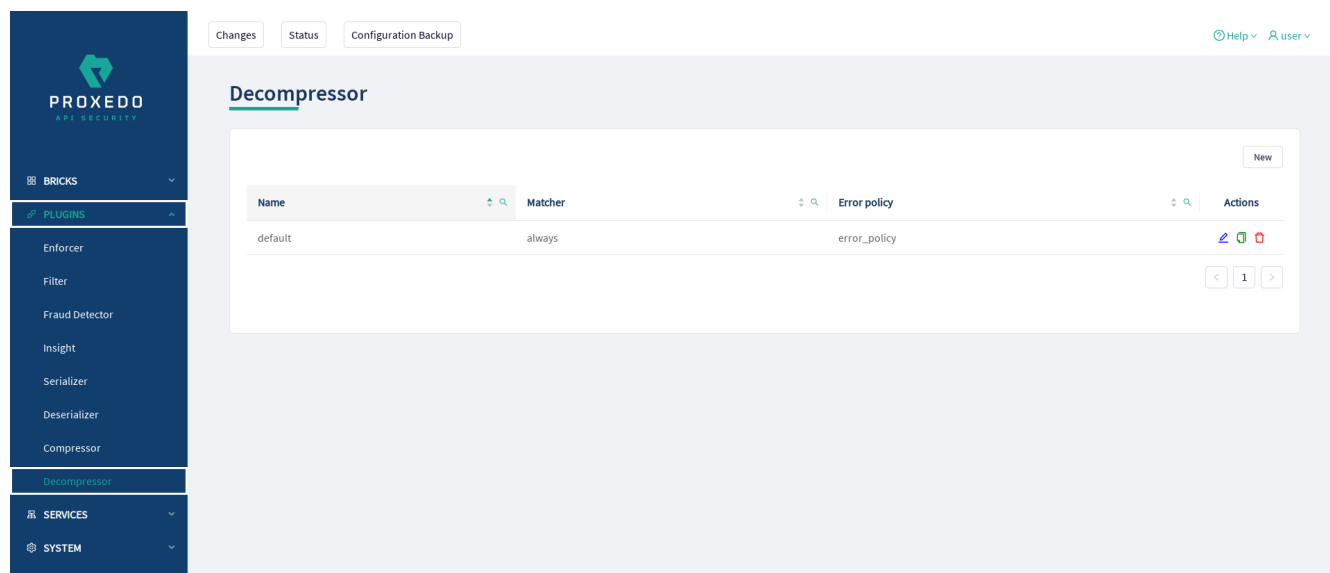 Changes Status Configuration Backup Help user
PROXEDO
API SECURITY
BRICKS
PLUGINS
Enforcer
Filter
Fraud Detector
Insight
Serializer
Deserializer
Compressor
Decompressor
SERVICES
SYSTEM
Decompressor
New
Name Matcher Error policy Actions
default always error_policy
< 1 >